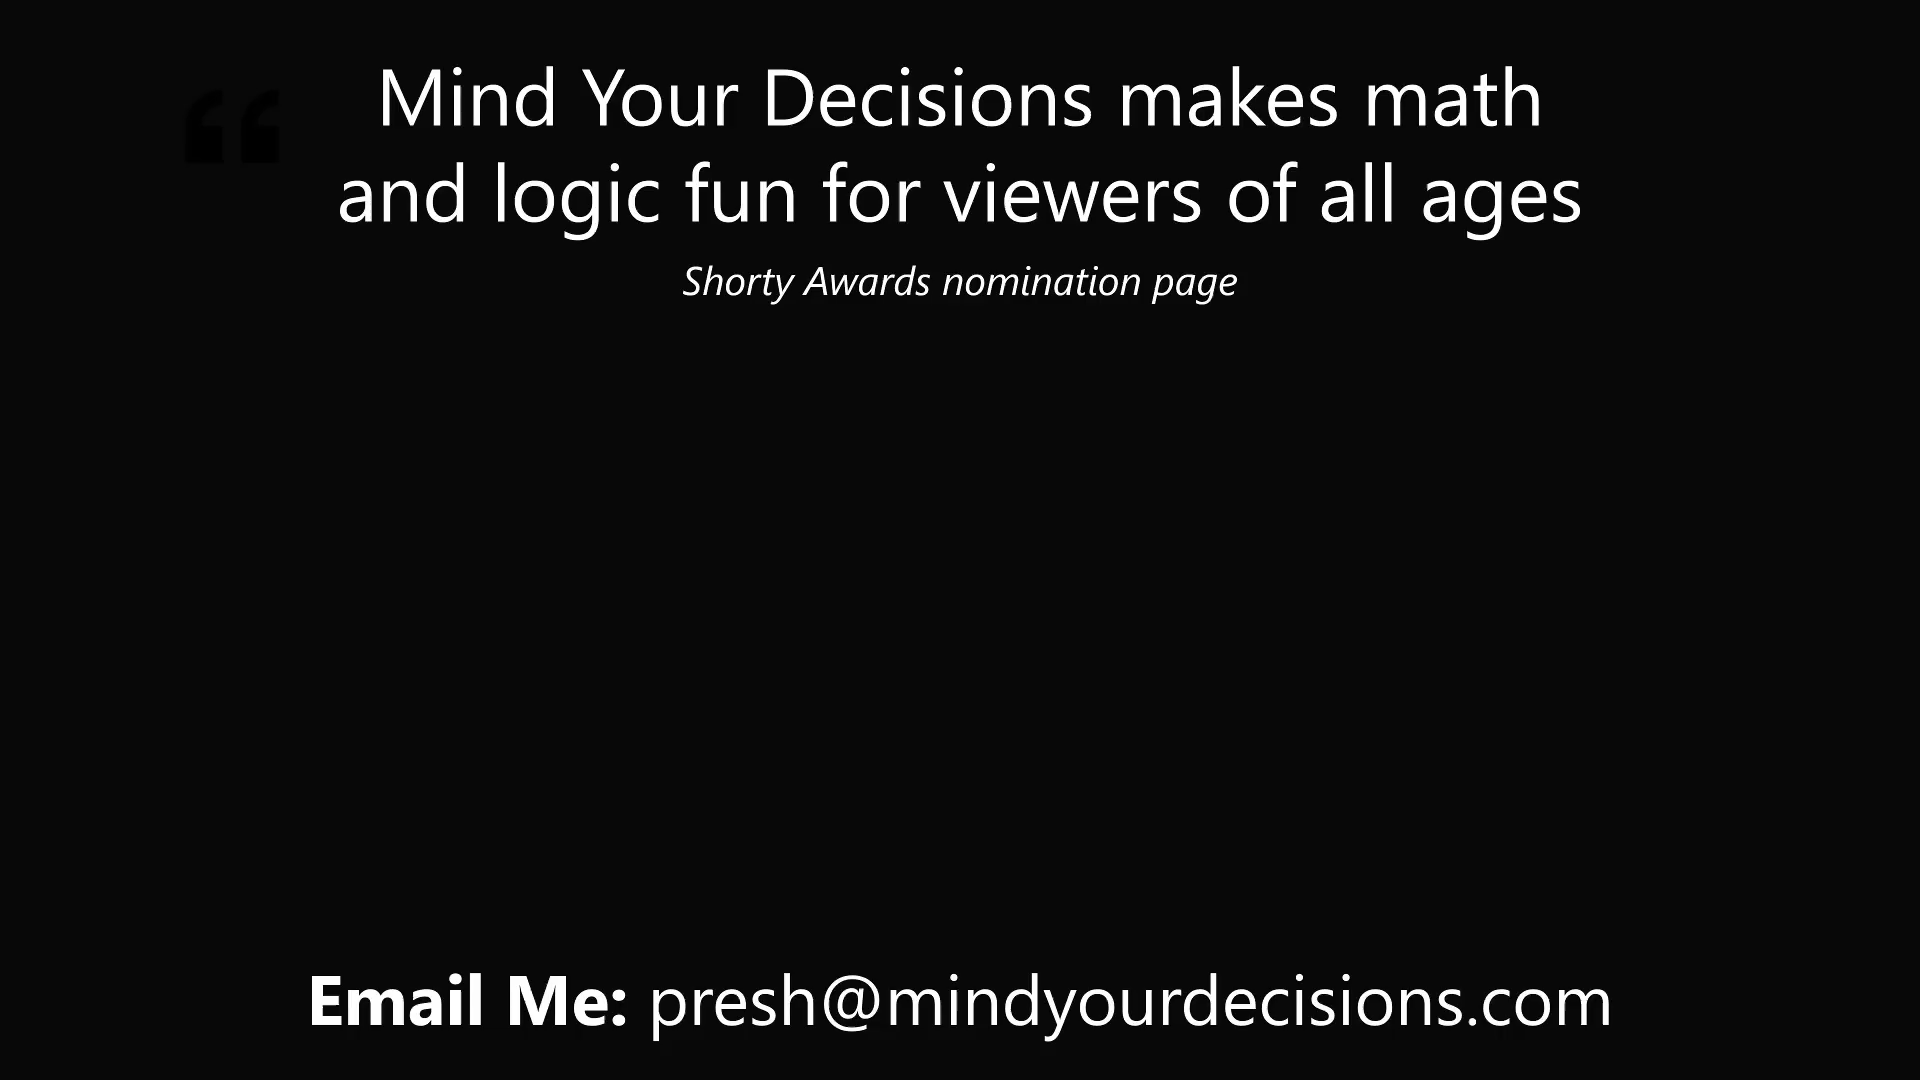 “
Mind Your Decisions makes math
and logic fun for viewers of all ages
Shorty Awards nomination page
Email Me: presh@mindyourdecisions.com